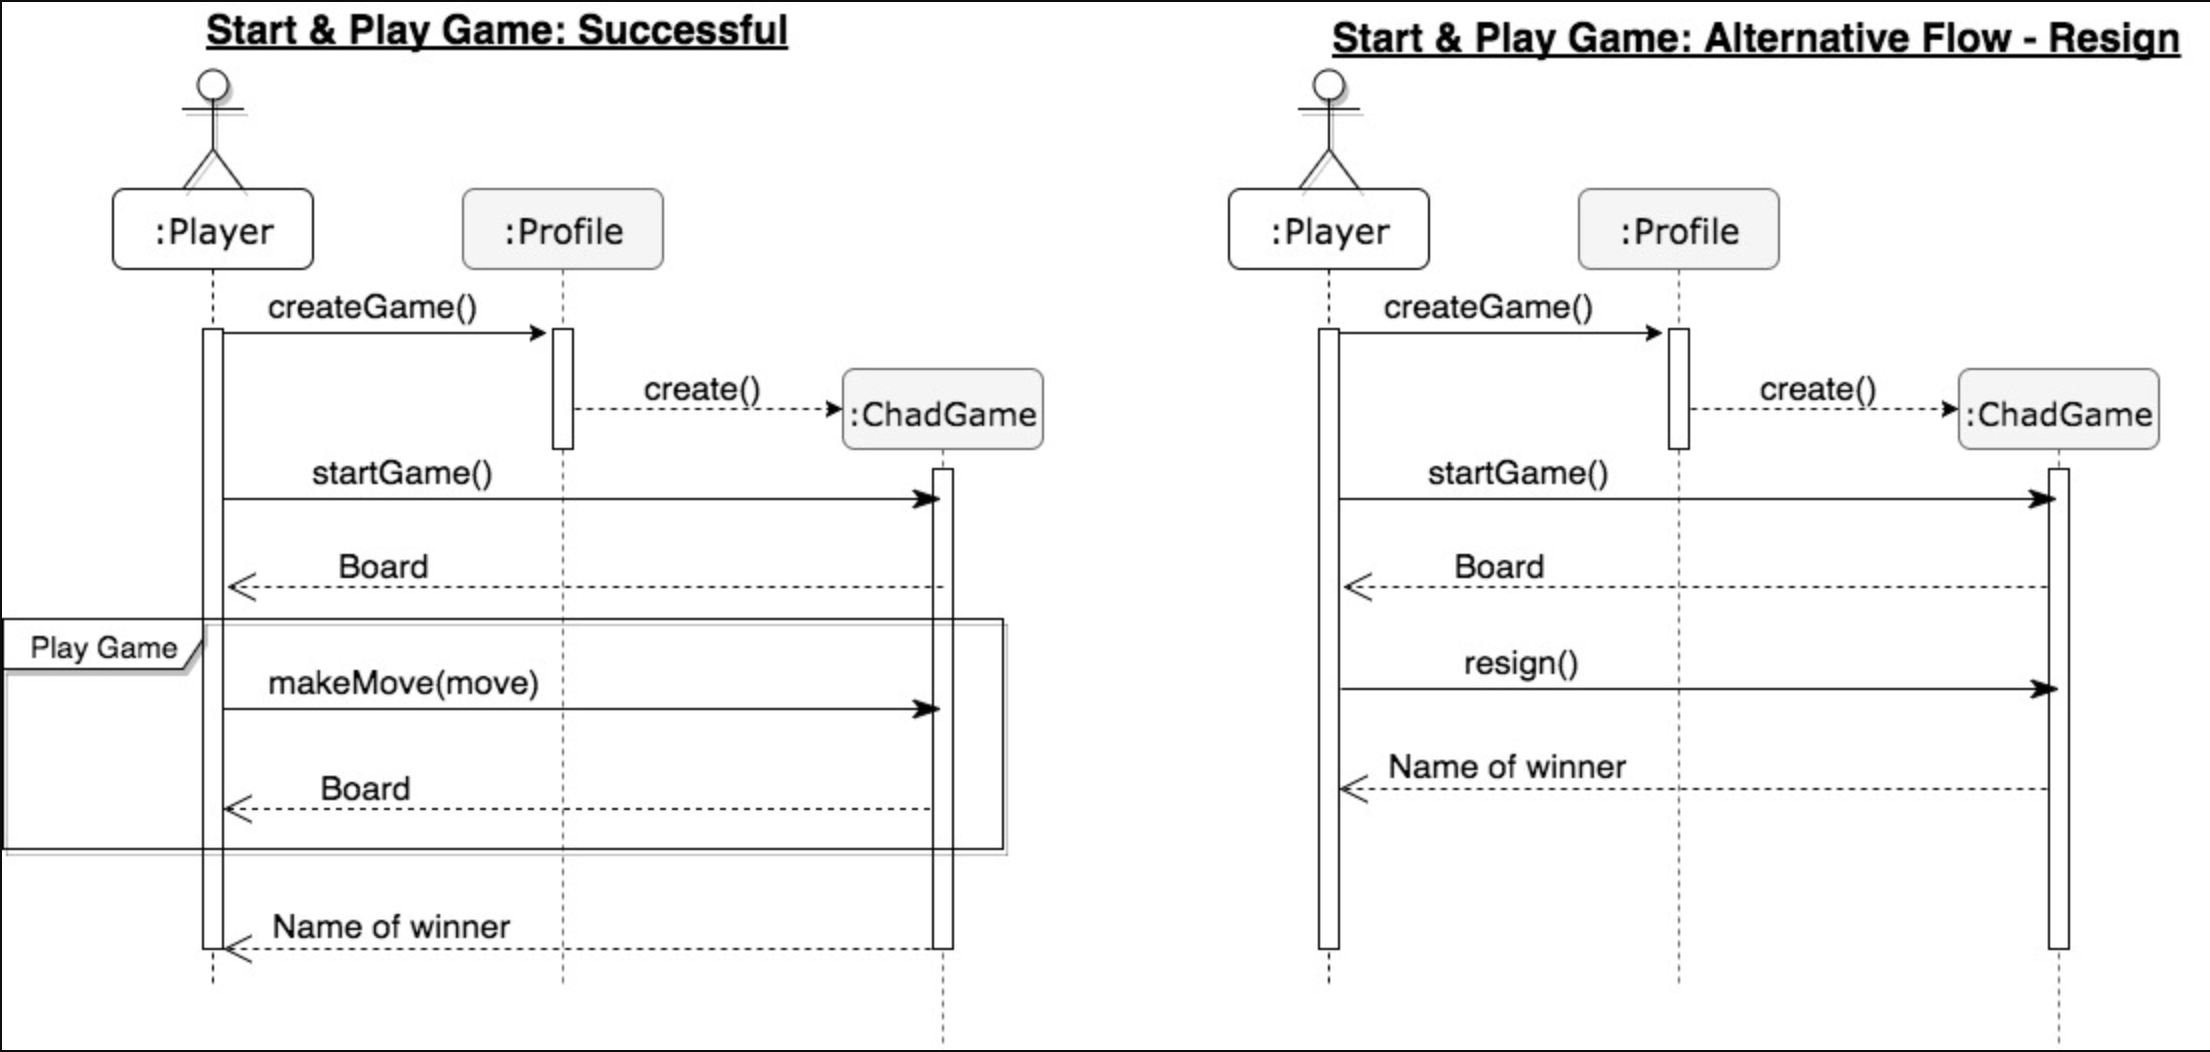 Start & Play Game: Successful
:Player
:Profile
createGame()
create()
:ChadGame
startGame()
Board
Play Game
makeMove(move)
Board
Name of winner
Start & Play Game: Alternative Flow - Resign
:Player
:Profile
createGame()
create()
:ChadGame
startGame()
Board
resign()
Name of winner